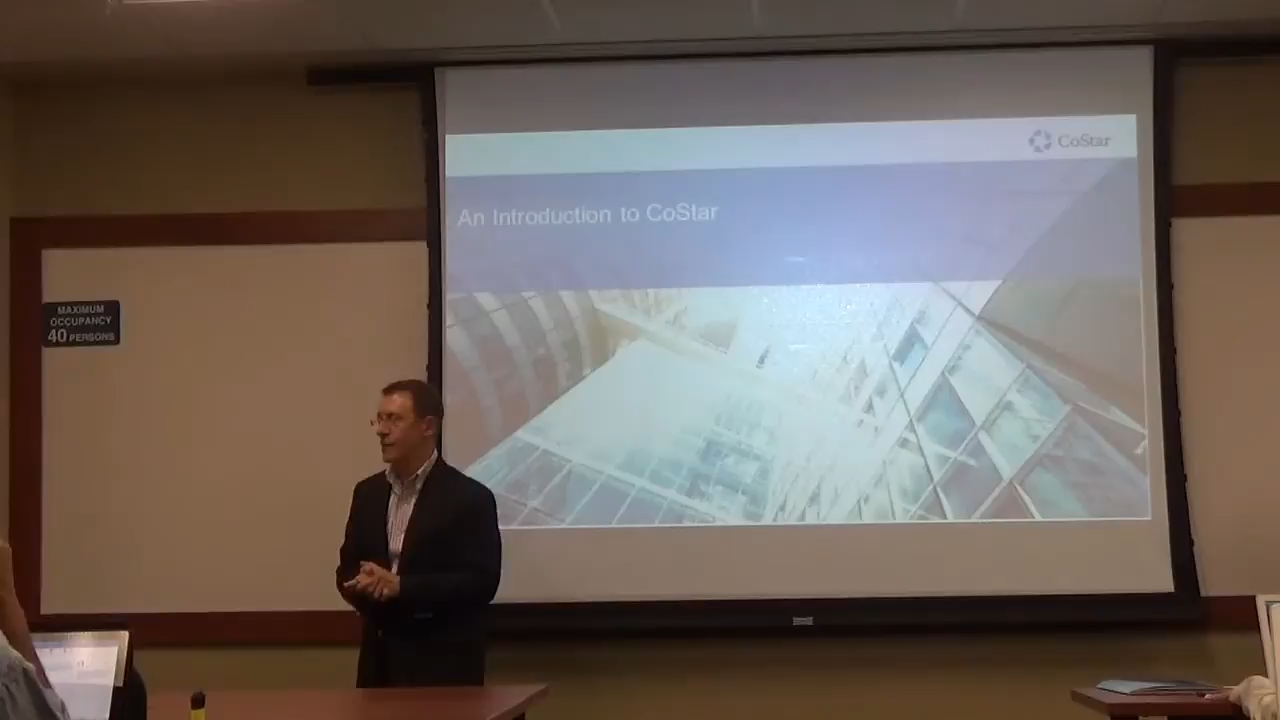 CoStar
An Introduction to CoStar
MAXIMUM
OCCUPANCY
40 PERSONS